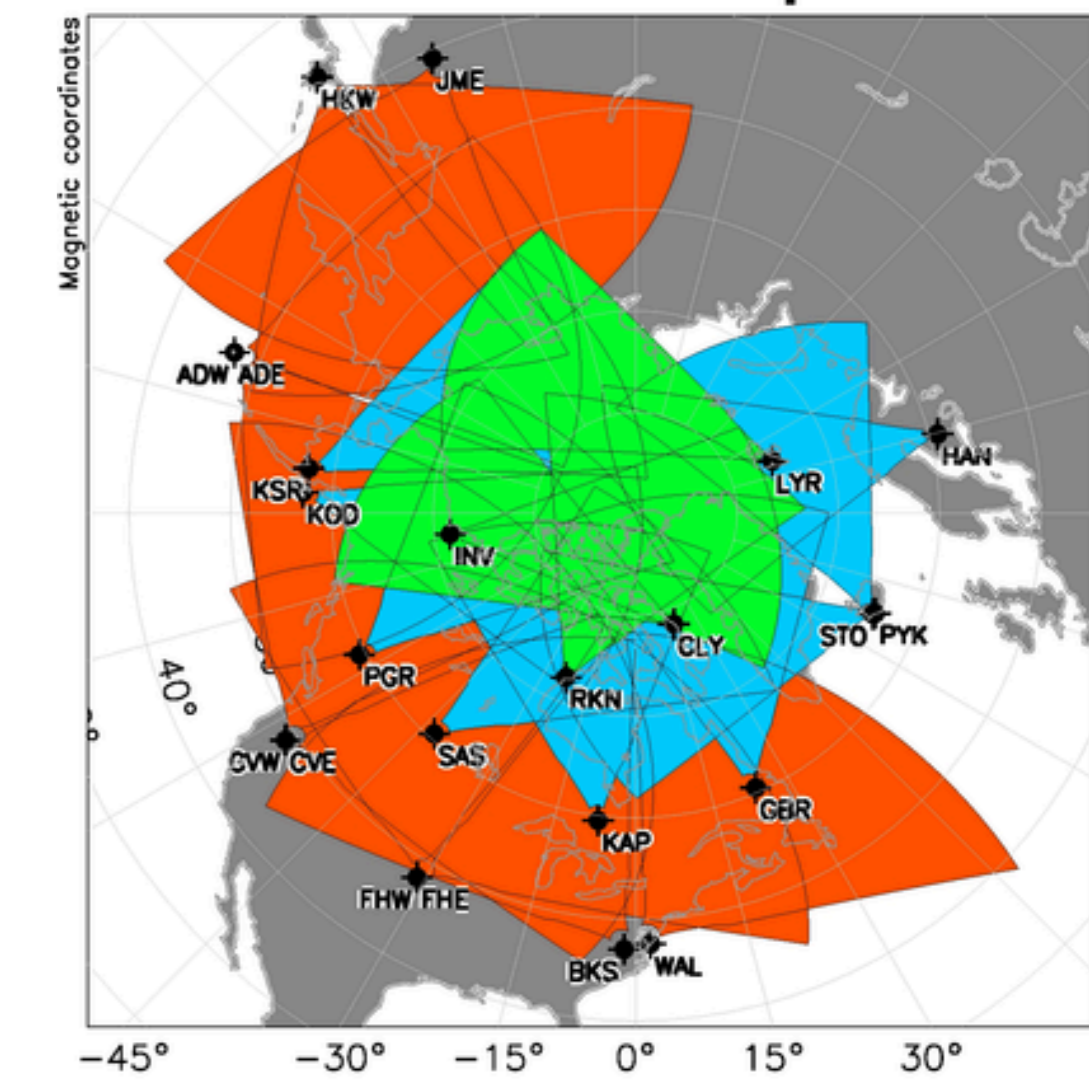 Magnetic coordinates
JME
HKW
ADW ADE
HAN
LYR
KSR
KOD
INV
STO PYK
CLY
PGR
RKN
40°
SAS
CVW CVE
GBR
KAP
FHW FHE
BKS
WAL
-45° -30° -15° 0° 15° 30°